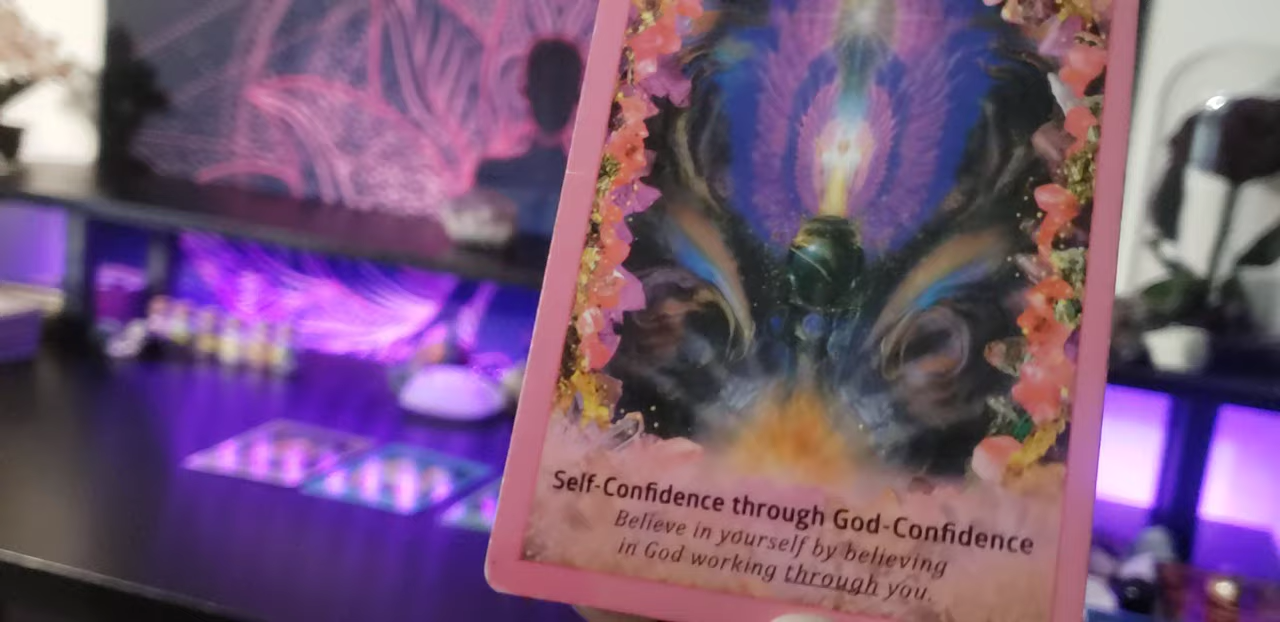 Self-Confidence through God-Confidence
Believe in yourself by believing
in God working through you.